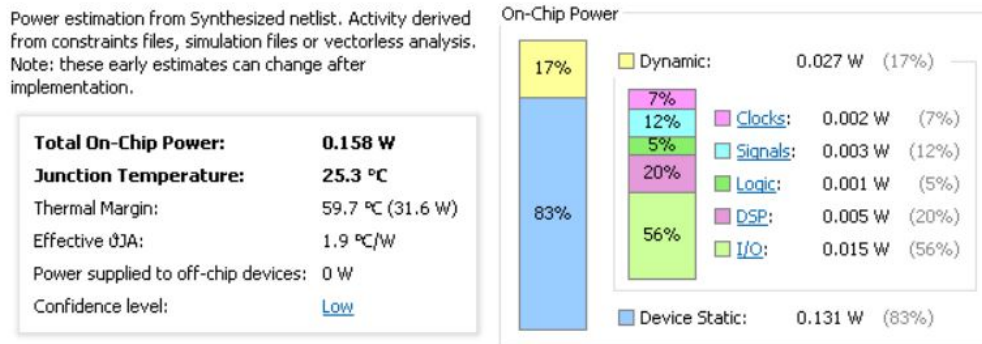 Power estimation from Synthesized netlist. Activity derived
from constraints files, simulation files or vectorless analysis.
Note: these early estimates can change after
implementation.
Total On-Chip Power: 0.158 W
Junction Temperature: 25.3 ºC
Thermal Margin: 59.7 ºC (31.6 W)
Effective ϑJA: 1.9 ºC/W
Power supplied to off-chip devices: 0 W
Confidence level: Low
On-Chip Power
17%
83%
Dynamic: 0.027 W (17%)
7%
12%
5%
20%
56%
Clocks: 0.002 W (7%)
Signals: 0.003 W (12%)
Logic: 0.001 W (5%)
DSP: 0.005 W (20%)
I/O: 0.015 W (56%)
Device Static: 0.131 W (83%)